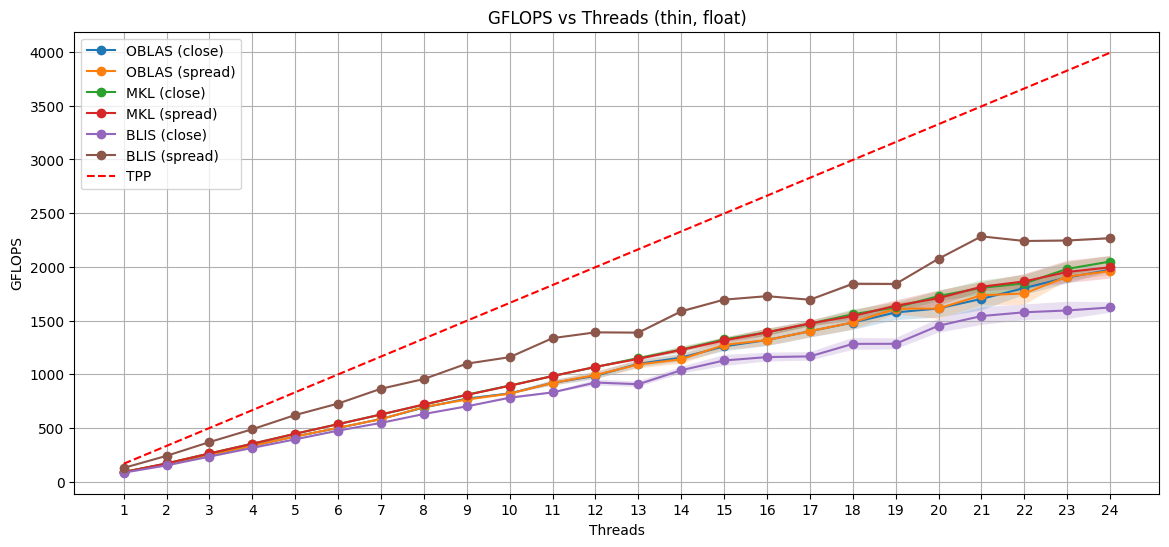 GFLOPS vs Threads (thin, float)
OBLAS (close)
OBLAS (spread)
MKL (close)
MKL (spread)
BLIS (close)
BLIS (spread)
TPP
GFLOPS
4000
3500
3000
2500
2000
1500
1000
500
0
1 2 3 4 5 6 7 8 9 10 11 12 13 14 15 16 17 18 19 20 21 22 23 24
Threads